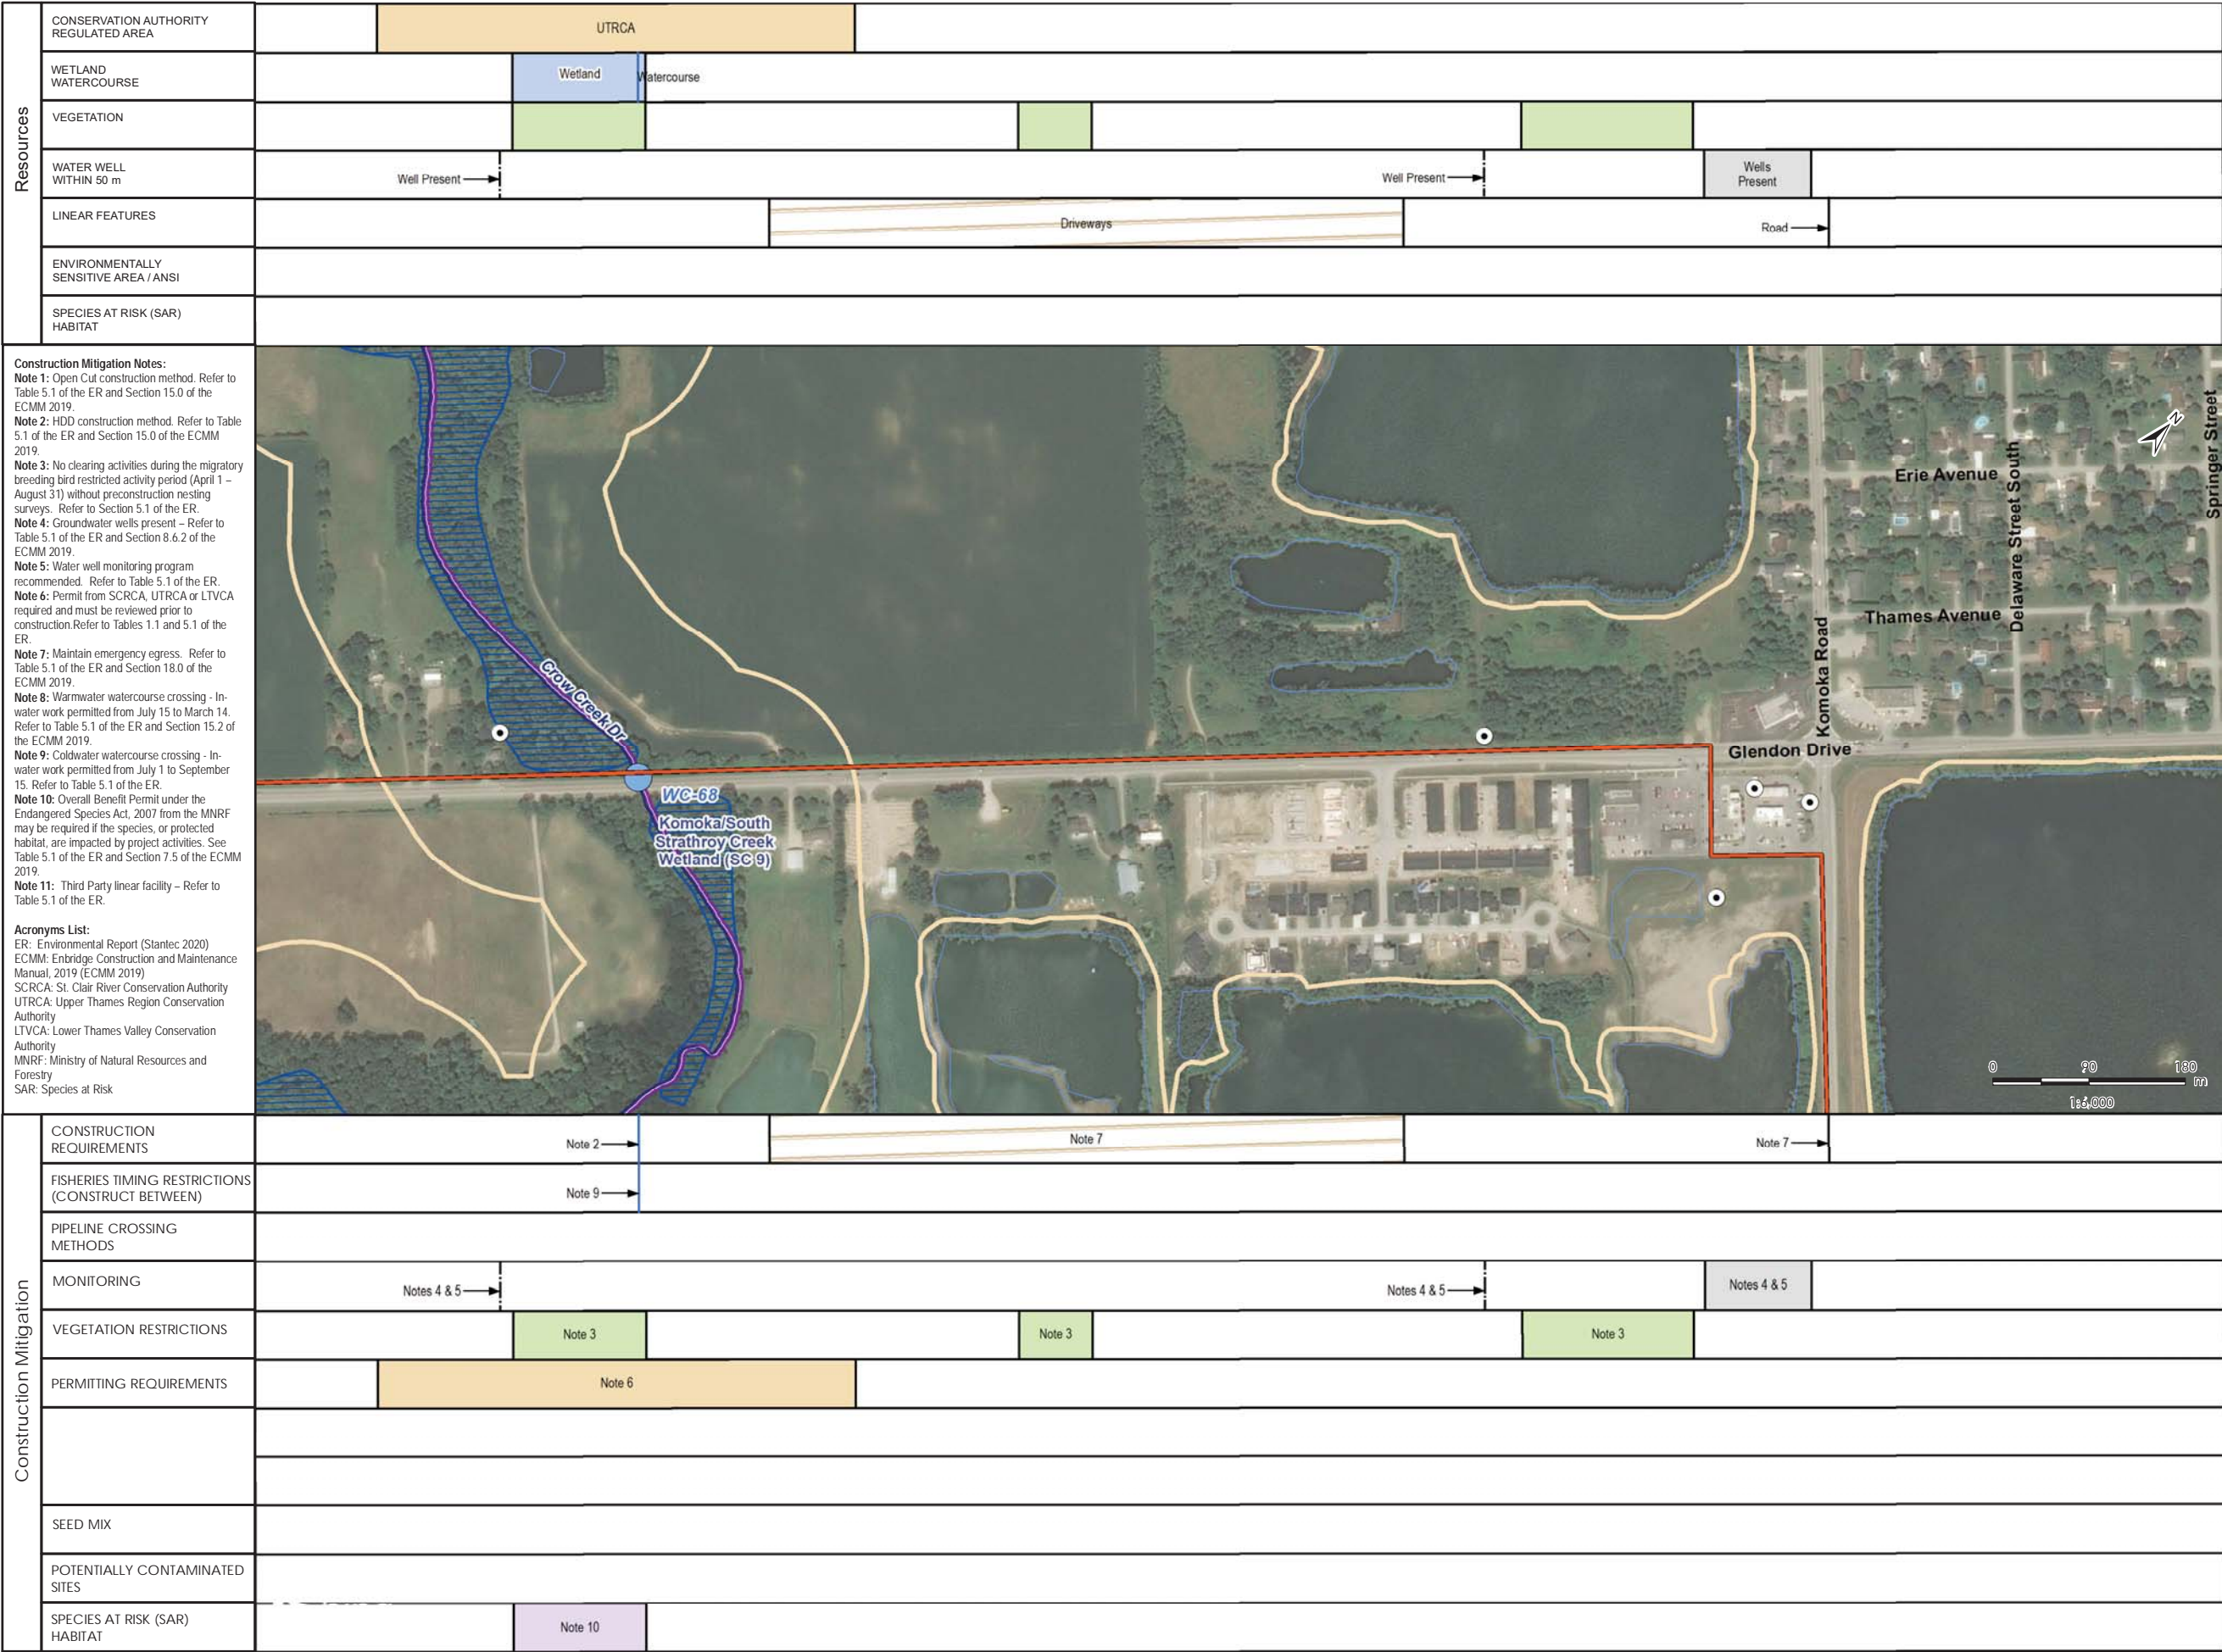 Resources
CONSERVATION AUTHORITY
REGULATED AREA
UTRCA
WETLAND
WATERCOURSE
Wetland
Watercourse
VEGETATION
WATER WELL
WITHIN 50 m
Well Present
Well Present
Wells
Present
LINEAR FEATURES
Driveways
Road
ENVIRONMENTALLY
SENSITIVE AREA / ANSI
SPECIES AT RISK (SAR)
HABITAT
Construction Mitigation Notes:
Note 1: Open Cut construction method. Refer to
Table 5.1 of the ER and Section 15.0 of the
ECMM 2019.
Note 2: HDD construction method. Refer to Table
5.1 of the ER and Section 15.0 of the ECMM
2019.
Note 3: No clearing activities during the migratory
breeding bird restricted activity period (April 1 –
August 31) without preconstruction nesting
surveys. Refer to Section 5.1 of the ER.
Note 4: Groundwater wells present – Refer to
Table 5.1 of the ER and Section 8.6.2 of the
ECMM 2019.
Note 5: Water well monitoring program
recommended. Refer to Table 5.1 of the ER.
Note 6: Permit from SCRCA, UTRCA or LTVCA
required and must be reviewed prior to
construction.Refer to Tables 1.1 and 5.1 of the
ER.
Note 7: Maintain emergency egress. Refer to
Table 5.1 of the ER and Section 18.0 of the
ECMM 2019.
Note 8: Warmwater watercourse crossing - In-
water work permitted from July 15 to March 14.
Refer to Table 5.1 of the ER and Section 15.2 of
the ECMM 2019.
Note 9: Coldwater watercourse crossing - In-
water work permitted from July 1 to September
15. Refer to Table 5.1 of the ER.
Note 10: Overall Benefit Permit under the
Endangered Species Act, 2007 from the MNRF
may be required if the species, or protected
habitat, are impacted by project activities. See
Table 5.1 of the ER and Section 7.5 of the ECMM
2019.
Note 11: Third Party linear facility – Refer to
Table 5.1 of the ER.
Acronyms List:
ER: Environmental Report (Stantec 2020)
ECMM: Enbridge Construction and Maintenance
Manual, 2019 (ECMM 2019)
SCRCA: St. Clair River Conservation Authority
UTRCA: Upper Thames Region Conservation
Authority
LTVCA: Lower Thames Valley Conservation
Authority
MNRF: Ministry of Natural Resources and
Forestry
SAR: Species at Risk
N
Springer Street
Erie Avenue
Delaware Street South
Thames Avenue
Komoka Road
Glendon Drive
Crow Creek Dr
WC-68
Komoka/South
Strathroy Creek
Wetland (SC 9)
0 90 180
m
1:6,000
Construction Mitigation
CONSTRUCTION
REQUIREMENTS
Note 2
Note 7
Note 7
FISHERIES TIMING RESTRICTIONS
(CONSTRUCT BETWEEN)
Note 9
PIPELINE CROSSING
METHODS
MONITORING
Notes 4 & 5
Notes 4 & 5
Notes 4 & 5
VEGETATION RESTRICTIONS
Note 3
Note 3
Note 3
PERMITTING REQUIREMENTS
Note 6
SEED MIX
POTENTIALLY CONTAMINATED
SITES
SPECIES AT RISK (SAR)
HABITAT
Note 10